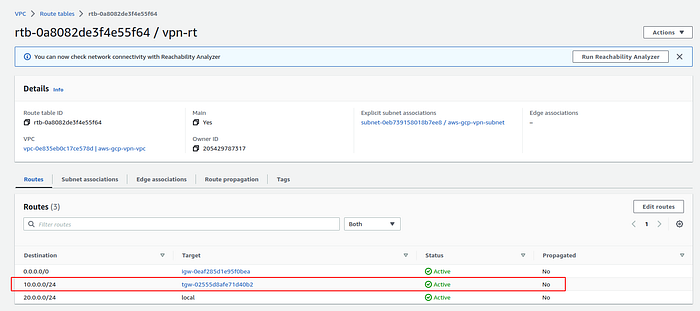 VPC > Route tables > rtb-0a8082de3f4e55f64
rtb-0a8082de3f4e55f64 / vpn-rt
Actions
You can now check network connectivity with Reachability Analyzer
Run Reachability Analyzer
Details Info
Route table ID
rtb-0a8082de3f4e55f64
Main
Yes
Explicit subnet associations
subnet-0eb739158018b7ee8 / aws-gcp-vpn-subnet
Edge associations
–
VPC
vpc-0e835eb0c17ce578d | aws-gcp-vpn-vpc
Owner ID
205429787317
Routes Subnet associations Edge associations Route propagation Tags
Routes (3)
Edit routes
Filter routes
Both
1
Destination Target Status Propagated
0.0.0.0/0 igw-0eaf285d1e95f0bea Active No
10.0.0.0/24 tgw-02555d8afe71d40b2 Active No
20.0.0.0/24 local Active No